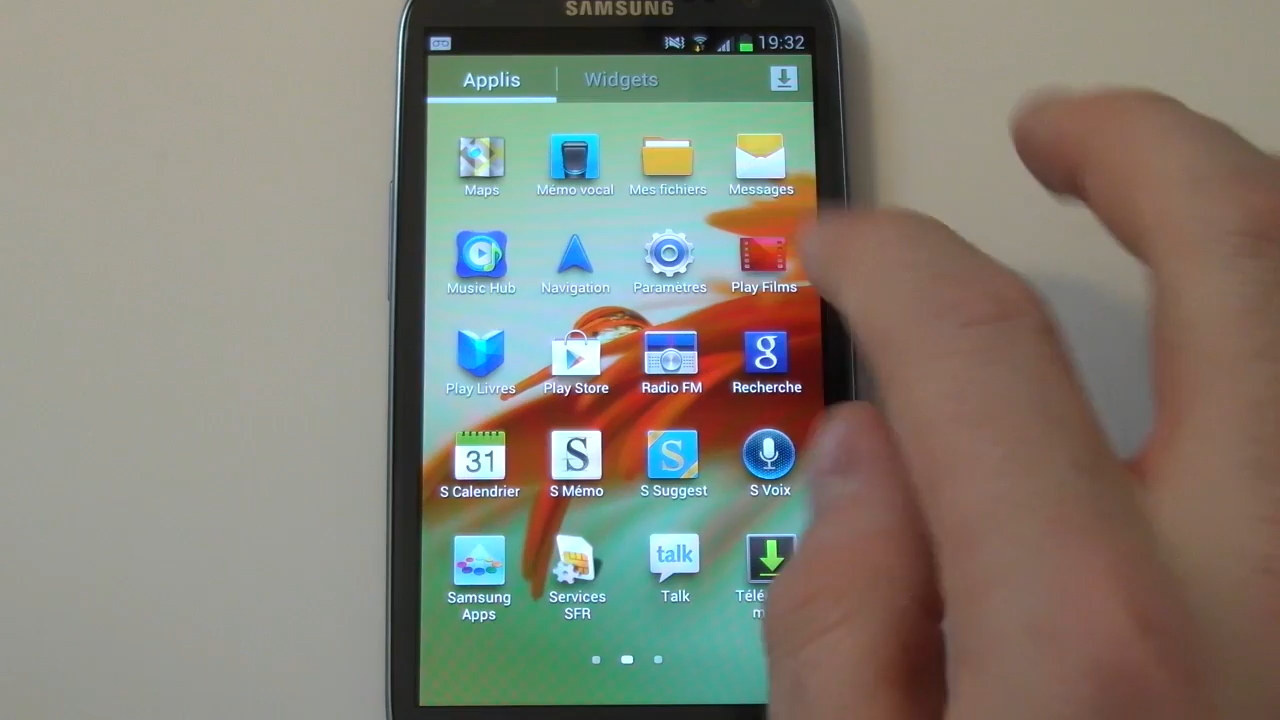 SAMSUNG
19:32
Applis
Widgets
Maps
Mémo vocal
Mes fichiers
Messages
Music Hub
Navigation
Paramètres
Play Films
Play Livres
Play Store
Radio FM
g
Recherche
31
S
S
S Calendrier
S Mémo
S Suggest
S Voix
talk
Samsung
Apps
Services
SFR
Talk